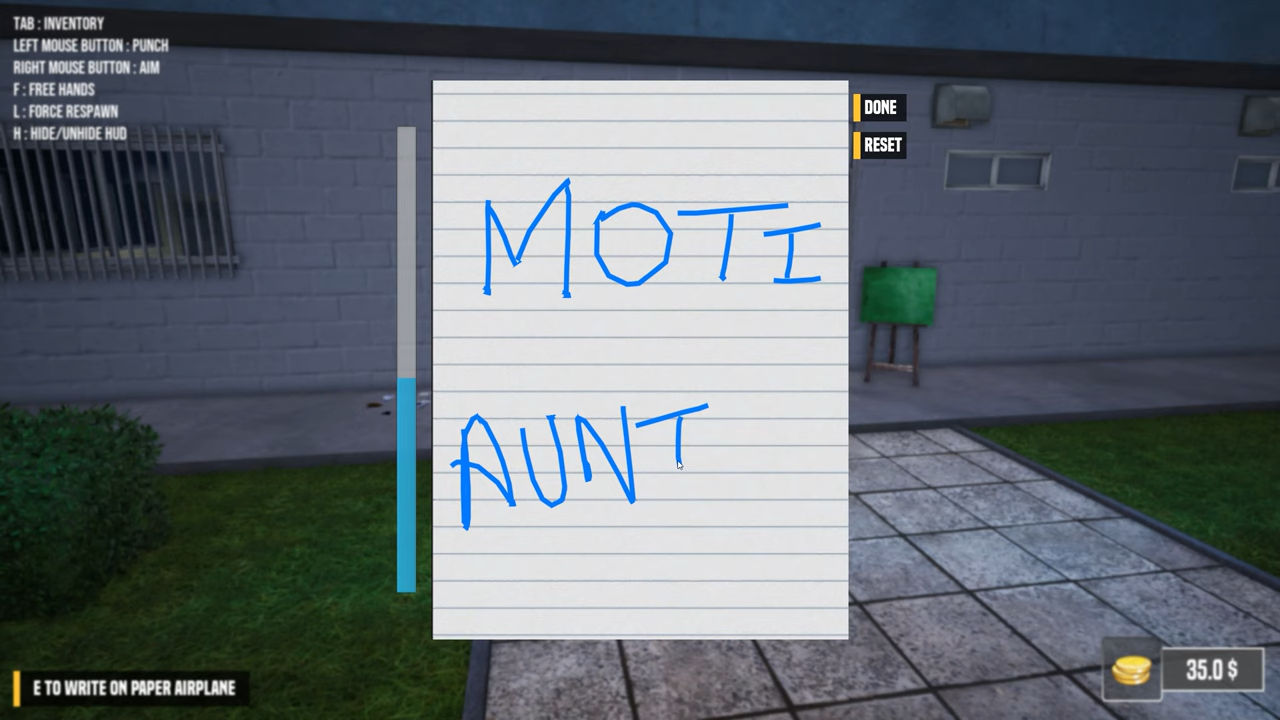 TAB : INVENTORY
LEFT MOUSE BUTTON : PUNCH
RIGHT MOUSE BUTTON : AIM
F : FREE HANDS
L : FORCE RESPAWN
H : HIDE/UNHIDE HUD
DONE
RESET
MOTI
AUNT
E TO WRITE ON PAPER AIRPLANE
35.0 $